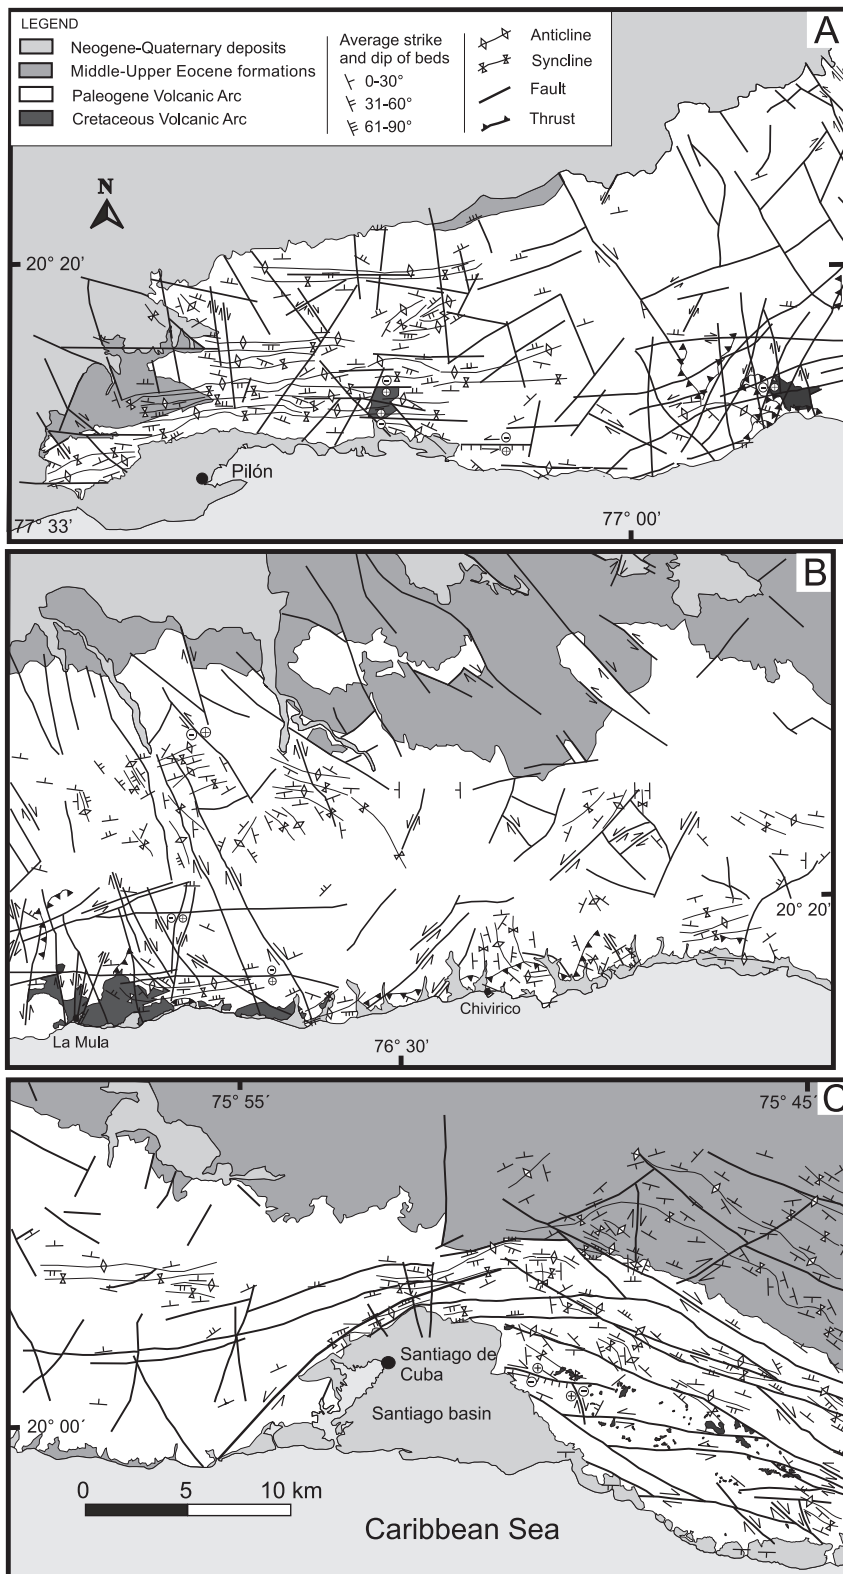 LEGEND
Neogene-Quaternary deposits
Middle-Upper Eocene formations
Paleogene Volcanic Arc
Cretaceous Volcanic Arc
Average strike
and dip of beds
0-30°
31-60°
61-90°
Anticline
Syncline
Fault
Thrust
A
N
20° 20’
Pilón
77° 33’
77° 00’
B
20° 20’
Chivirico
La Mula
76° 30’
C
75° 55´
75° 45´
Santiago de
Cuba
Santiago basin
20° 00´
0 5 10 km
Caribbean Sea